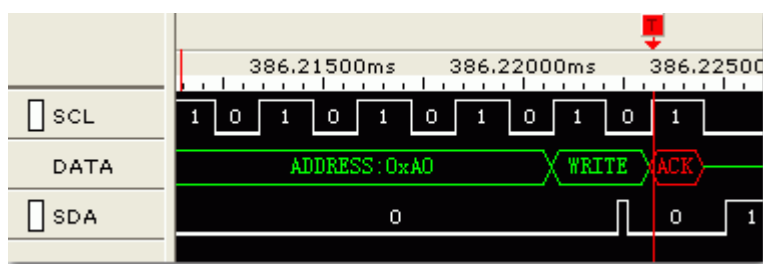 T
386.21500ms 386.22000ms 386.22500
SCL 1 0 1 0 1 0 1 0 1 0 1
DATA ADDRESS:0xA0 WRITE ACK
SDA 0 0 1